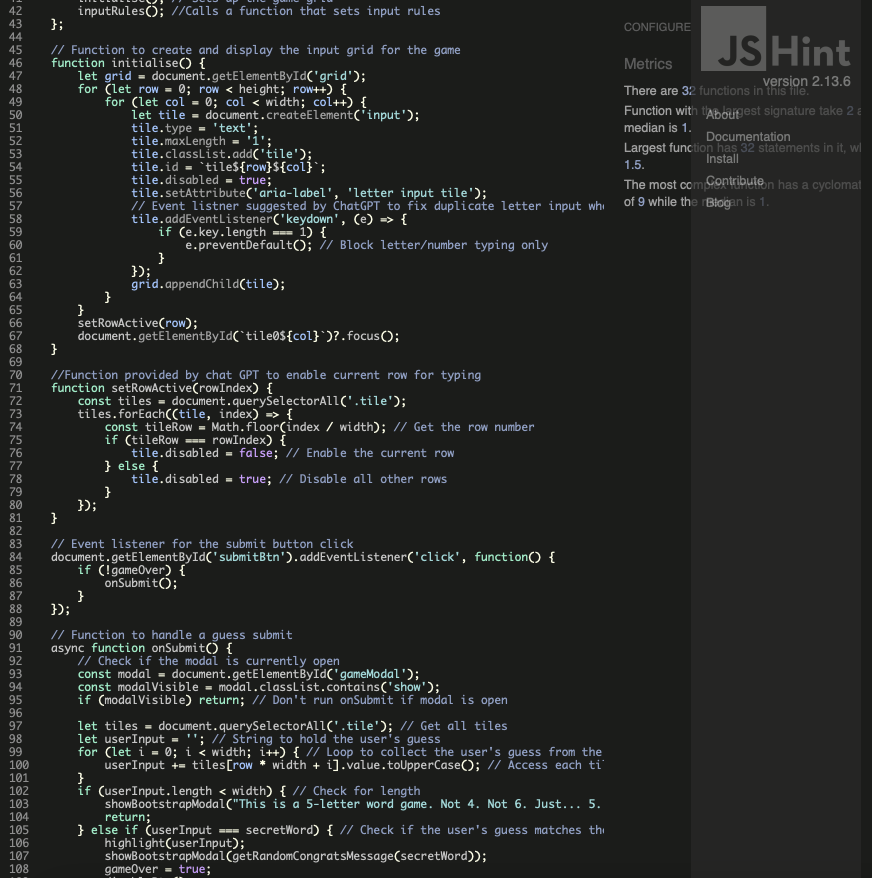 41 initialise(); // Sets up the game grid
42 inputRules(); //Calls a function that sets input rules
43 };
44
45 // Function to create and display the input grid for the game
46 function initialise() {
47 let grid = document.getElementById('grid');
48 for (let row = 0; row < height; row++) {
49 for (let col = 0; col < width; col++) {
50 let tile = document.createElement('input');
51 tile.type = 'text';
52 tile.maxLength = '1';
53 tile.classList.add('tile');
54 tile.id = `tile${row}${col}`;
55 tile.disabled = true;
56 tile.setAttribute('aria-label', 'letter input tile');
57 // Event listner suggested by ChatGPT to fix duplicate letter input whe
58 tile.addEventListener('keydown', (e) => {
59 if (e.key.length === 1) {
60 e.preventDefault(); // Block letter/number typing only
61 }
62 });
63 grid.appendChild(tile);
64 }
65 }
66 setRowActive(row);
67 document.getElementById(`tile0${col}`)?.focus();
68 }
69
70 //Function provided by chat GPT to enable current row for typing
71 function setRowActive(rowIndex) {
72 const tiles = document.querySelectorAll('.tile');
73 tiles.forEach((tile, index) => {
74 const tileRow = Math.floor(index / width); // Get the row number
75 if (tileRow === rowIndex) {
76 tile.disabled = false; // Enable the current row
77 } else {
78 tile.disabled = true; // Disable all other rows
79 }
80 });
81 }
82
83 // Event listener for the submit button click
84 document.getElementById('submitBtn').addEventListener('click', function() {
85 if (!gameOver) {
86 onSubmit();
87 }
88 });
89
90 // Function to handle a guess submit
91 async function onSubmit() {
92 // Check if the modal is currently open
93 const modal = document.getElementById('gameModal');
94 const modalVisible = modal.classList.contains('show');
95 if (modalVisible) return; // Don't run onSubmit if modal is open
96
97 let tiles = document.querySelectorAll('.tile'); // Get all tiles
98 let userInput = ''; // String to hold the user's guess
99 for (let i = 0; i < width; i++) { // Loop to collect the user's guess from the
100 userInput += tiles[row * width + i].value.toUpperCase(); // Access each til
101 }
102 if (userInput.length < width) { // Check for length
103 showBootstrapModal("This is a 5-letter word game. Not 4. Not 6. Just... 5.
104 return;
105 } else if (userInput === secretWord) { // Check if the user's guess matches the
106 highlight(userInput);
107 showBootstrapModal(getRandomCongratsMessage(secretWord));
108 gameOver = true;
CONFIGURE
Metrics
There are 32 functions in this file.
Function with the largest signature take 2 a
median is 1.
Largest function has 32 statements in it, wh
1.5.
The most complex function has a cyclomat
of 9 while the median is 1.
JSHint
version 2.13.6
About
Documentation
Install
Contribute
Blog